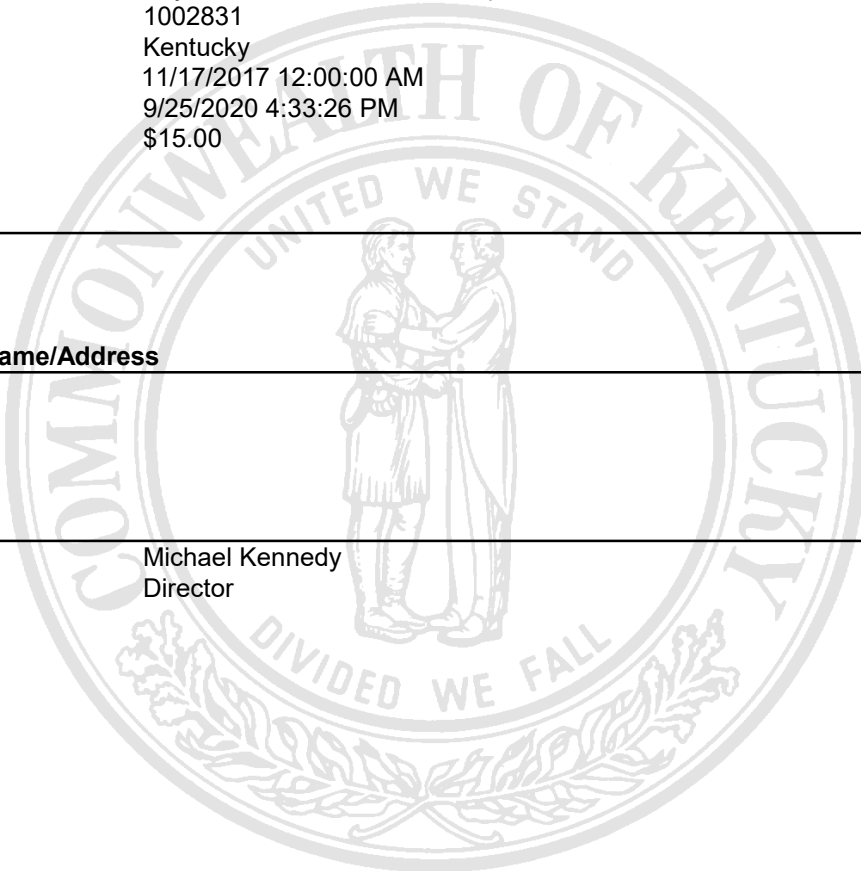 1002831
Kentucky
11/17/2017 12:00:00 AM
9/25/2020 4:33:26 PM
$15.00
COMMONWEALTH OF KENTUCKY
UNITED WE STAND
ame/Address
Michael Kennedy
Director
DIVIDED WE FALL